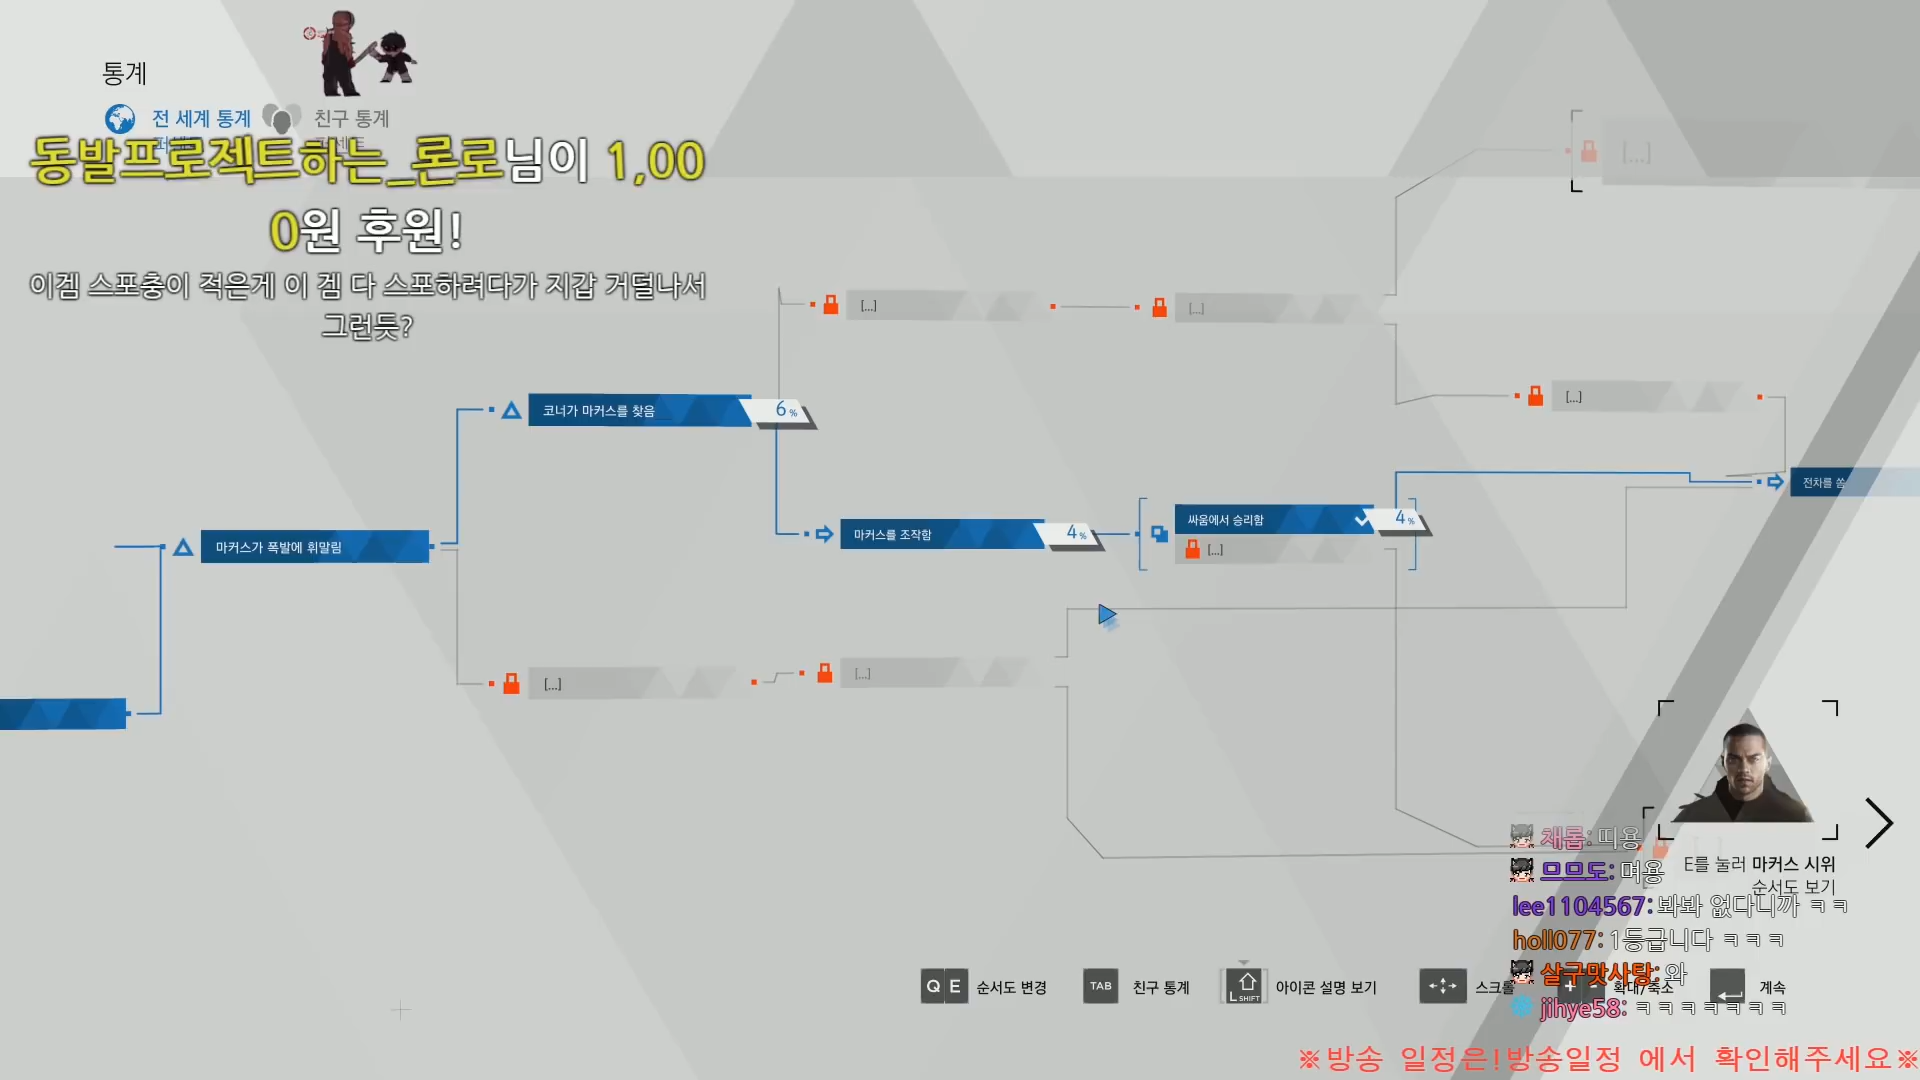 통계
전 세계 통계
친구 통계
동발프로젝트하는_론로님이 1,00
0원 후원!
이겜 스포충이 적은게 이 겜 다 스포하려다가 지갑 거덜나서
그런듯?
[...]
[...]
[...]
[...]
코너가 마커스를 찾음
6%
전차를 쏨
마커스를 조작함
4%
싸움에서 승리함
4%
[...]
마커스가 폭발에 휘말림
[...]
[...]
E를 눌러 마커스 시위
순서도 보기
채롭: 띠용
므므도: 며용
lee1104567: 봐봐 없다니까 ㅋㅋ
holl077: 1등급니다 ㅋㅋㅋ
살구맛사탕: 와
jihye58: ㅋㅋㅋㅋㅋㅋㅋ
Q E 순서도 변경
TAB 친구 통계
L SHIFT 아이콘 설명 보기
스크롤
+ - 확대/축소
계속
※방송 일정은!방송일정 에서 확인해주세요※